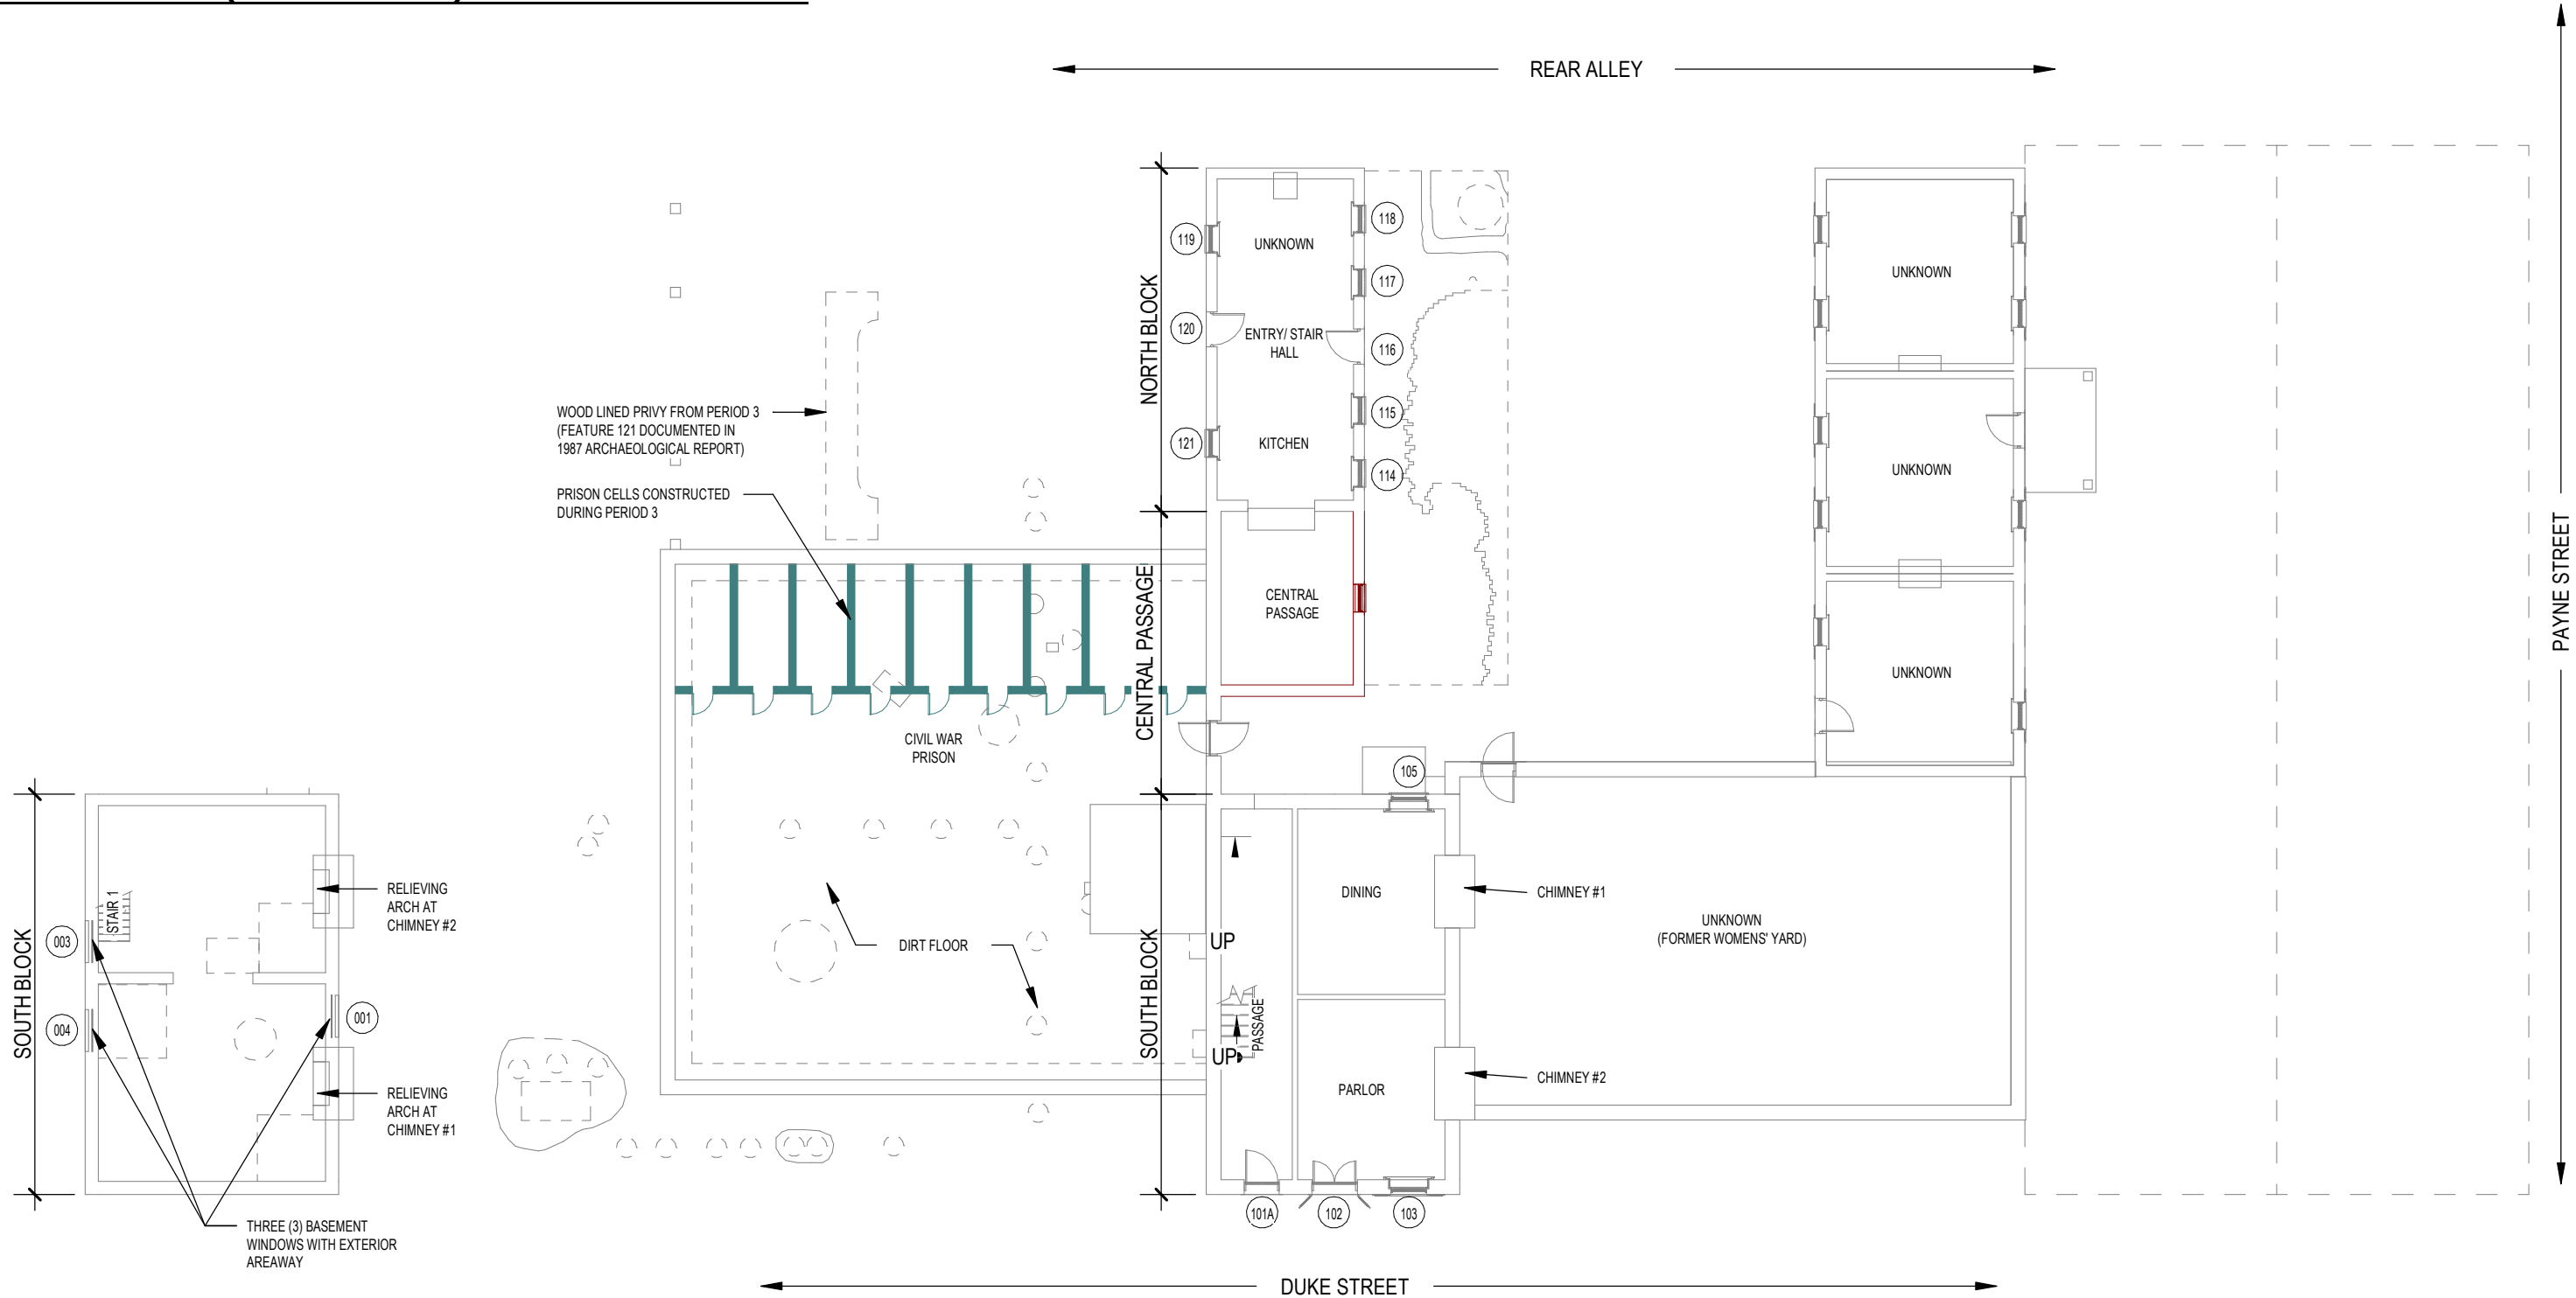 REAR ALLEY
PAYNE STREET
NORTH BLOCK
CENTRAL PASSAGE
SOUTH BLOCK
118
119
UNKNOWN
117
120
ENTRY/ STAIR
HALL
116
115
121
KITCHEN
114
UNKNOWN
UNKNOWN
UNKNOWN
WOOD LINED PRIVY FROM PERIOD 3
(FEATURE 121 DOCUMENTED IN
1987 ARCHAEOLOGICAL REPORT)
PRISON CELLS CONSTRUCTED
DURING PERIOD 3
CENTRAL
PASSAGE
CIVIL WAR
PRISON
105
DINING
CHIMNEY #1
UNKNOWN
(FORMER WOMENS' YARD)
DIRT FLOOR
UP
PASSAGE
UP
PARLOR
CHIMNEY #2
101A
102
103
SOUTH BLOCK
STAIR 1
003
004
001
RELIEVING
ARCH AT
CHIMNEY #2
RELIEVING
ARCH AT
CHIMNEY #1
THREE (3) BASEMENT
WINDOWS WITH EXTERIOR
AREAWAY
DUKE STREET